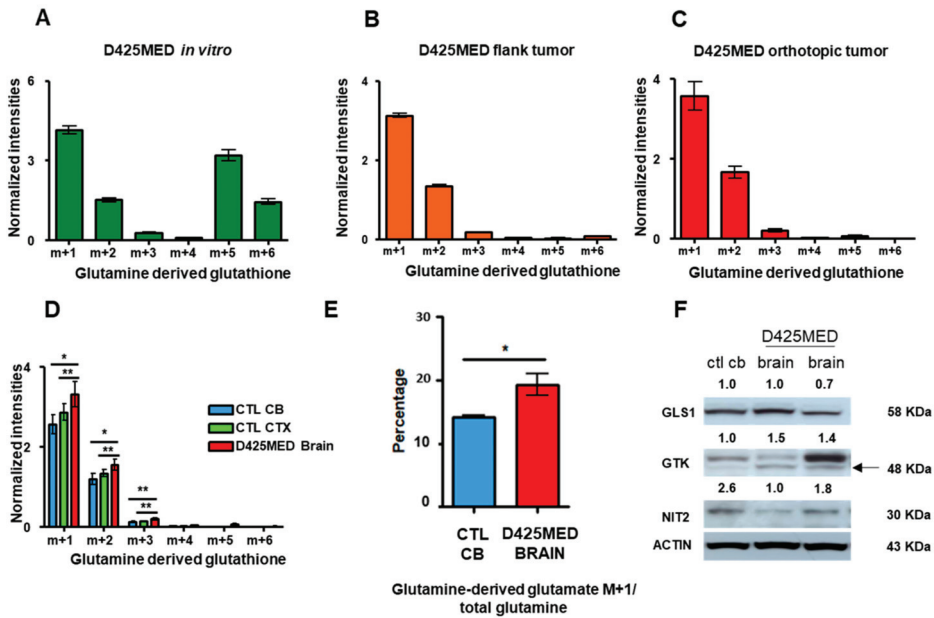 A
D425MED in vitro
Normalized intensities
6
3
0
m+1 m+2 m+3 m+4 m+5 m+6
Glutamine derived glutathione
B
D425MED flank tumor
Normalized intensities
4
2
0
m+1 m+2 m+3 m+4 m+5 m+6
Glutamine derived glutathione
C
D425MED orthotopic tumor
Normalized intensities
4
2
0
m+1 m+2 m+3 m+4 m+5 m+6
Glutamine derived glutathione
D
Normalized intensities
4
2
0
* **
* **
** **
CTL CB
CTL CTX
D425MED Brain
m+1 m+2 m+3 m+4 m+5 m+6
Glutamine derived glutathione
E
Percentage
30
20
10
0
*
CTL CB
D425MED BRAIN
Glutamine-derived glutamate M+1/
total glutamine
F
D425MED
ctl cb brain brain
1.0 1.0 0.7
GLS1 58 KDa
1.0 1.5 1.4
GTK 48 KDa
2.6 1.0 1.8
NIT2 30 KDa
ACTIN 43 KDa